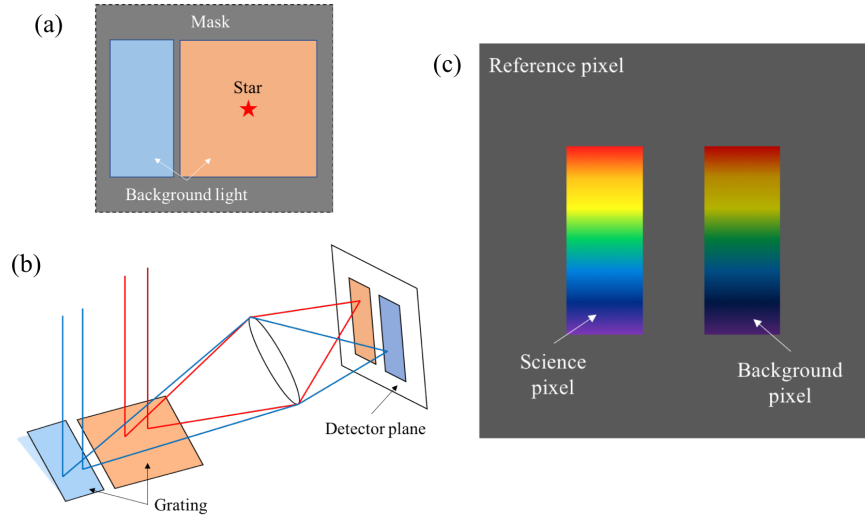 (a)
Mask
Star
Background light
(b)
Detector plane
Grating
(c)
Reference pixel
Science
pixel
Background
pixel